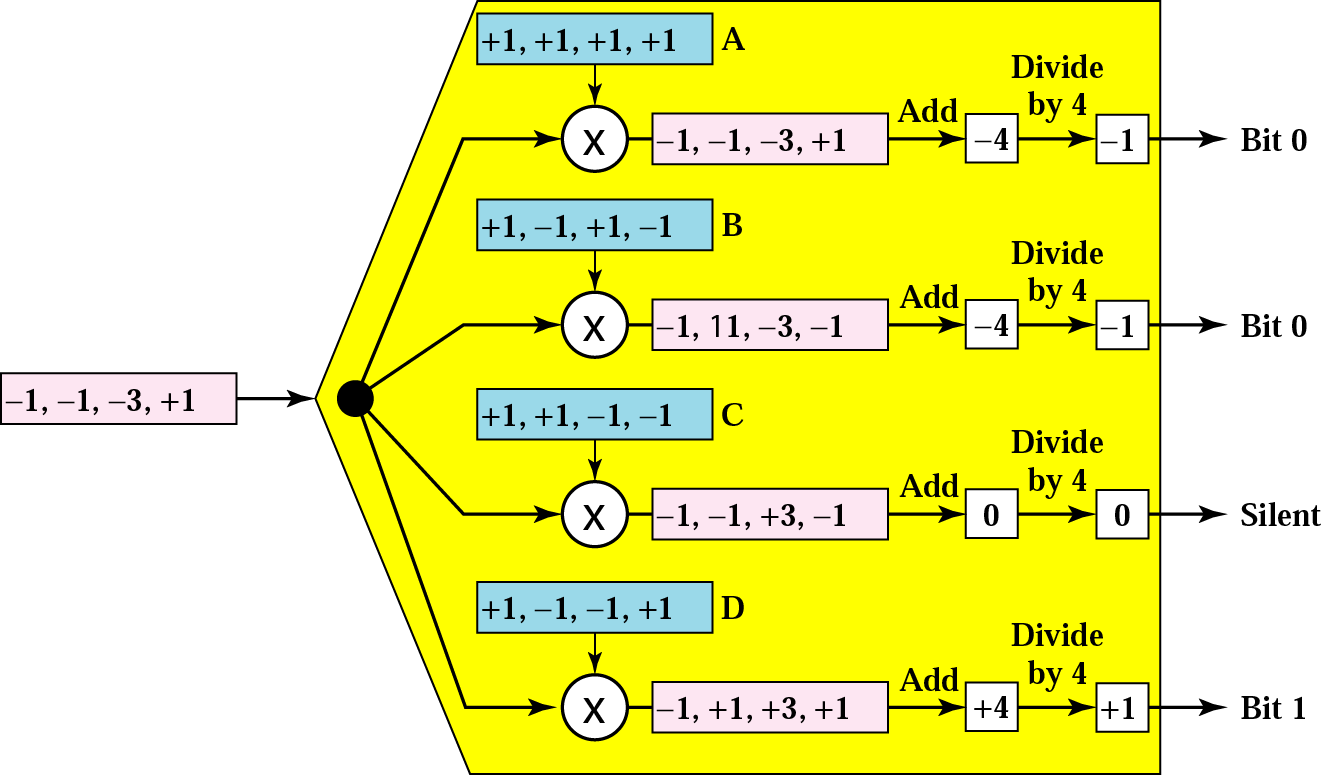 +1, +1, +1, +1 A
Divide
by 4
Add
X
−1, −1, −3, +1
−4
−1
Bit 0
+1, −1, +1, −1 B
Divide
by 4
Add
X
−1, 11, −3, −1
−4
−1
Bit 0
−1, −1, −3, +1
+1, +1, −1, −1 C
Divide
by 4
Add
X
−1, −1, +3, −1
0
0
Silent
+1, −1, −1, +1 D
Divide
by 4
Add
X
−1, +1, +3, +1
+4
+1
Bit 1